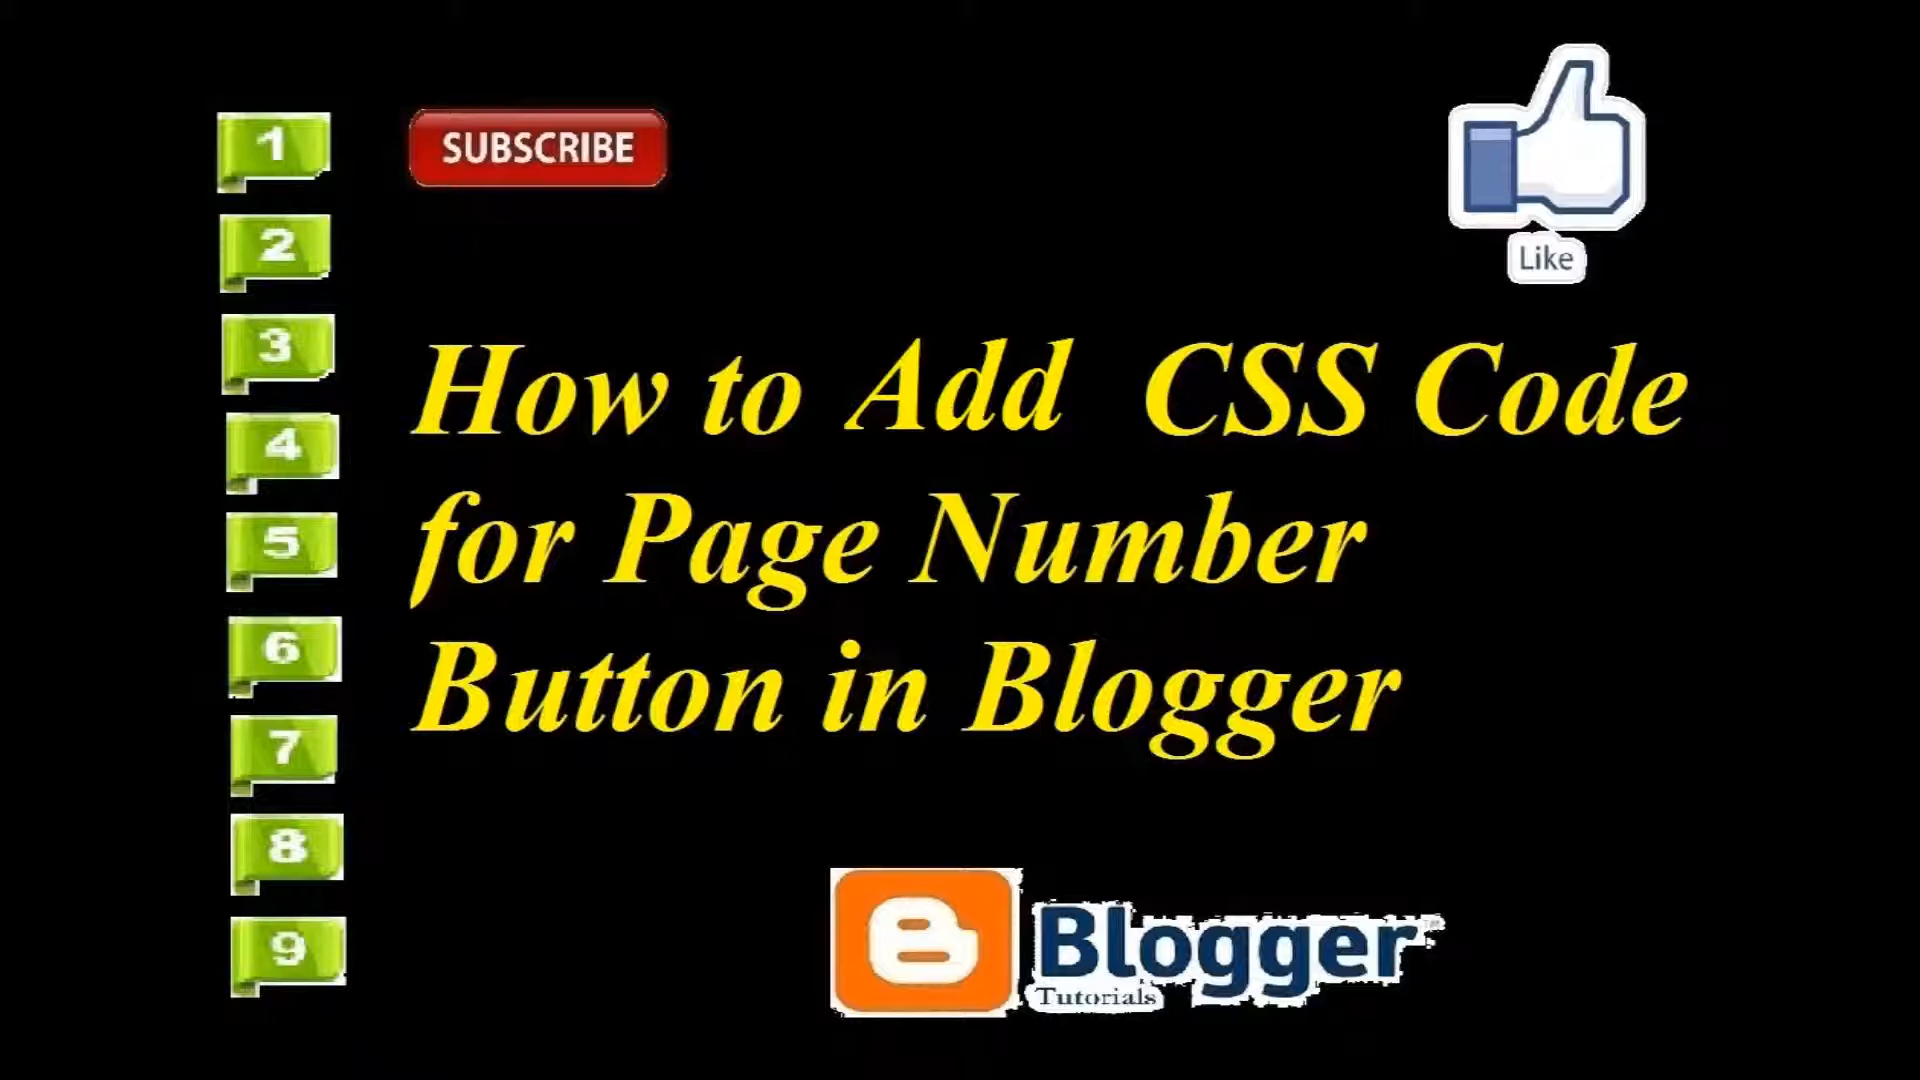 1
SUBSCRIBE
Like
2
3
How to Add CSS Code
4
5
for Page Number
6
Button in Blogger
7
8
9
Blogger
Tutorials